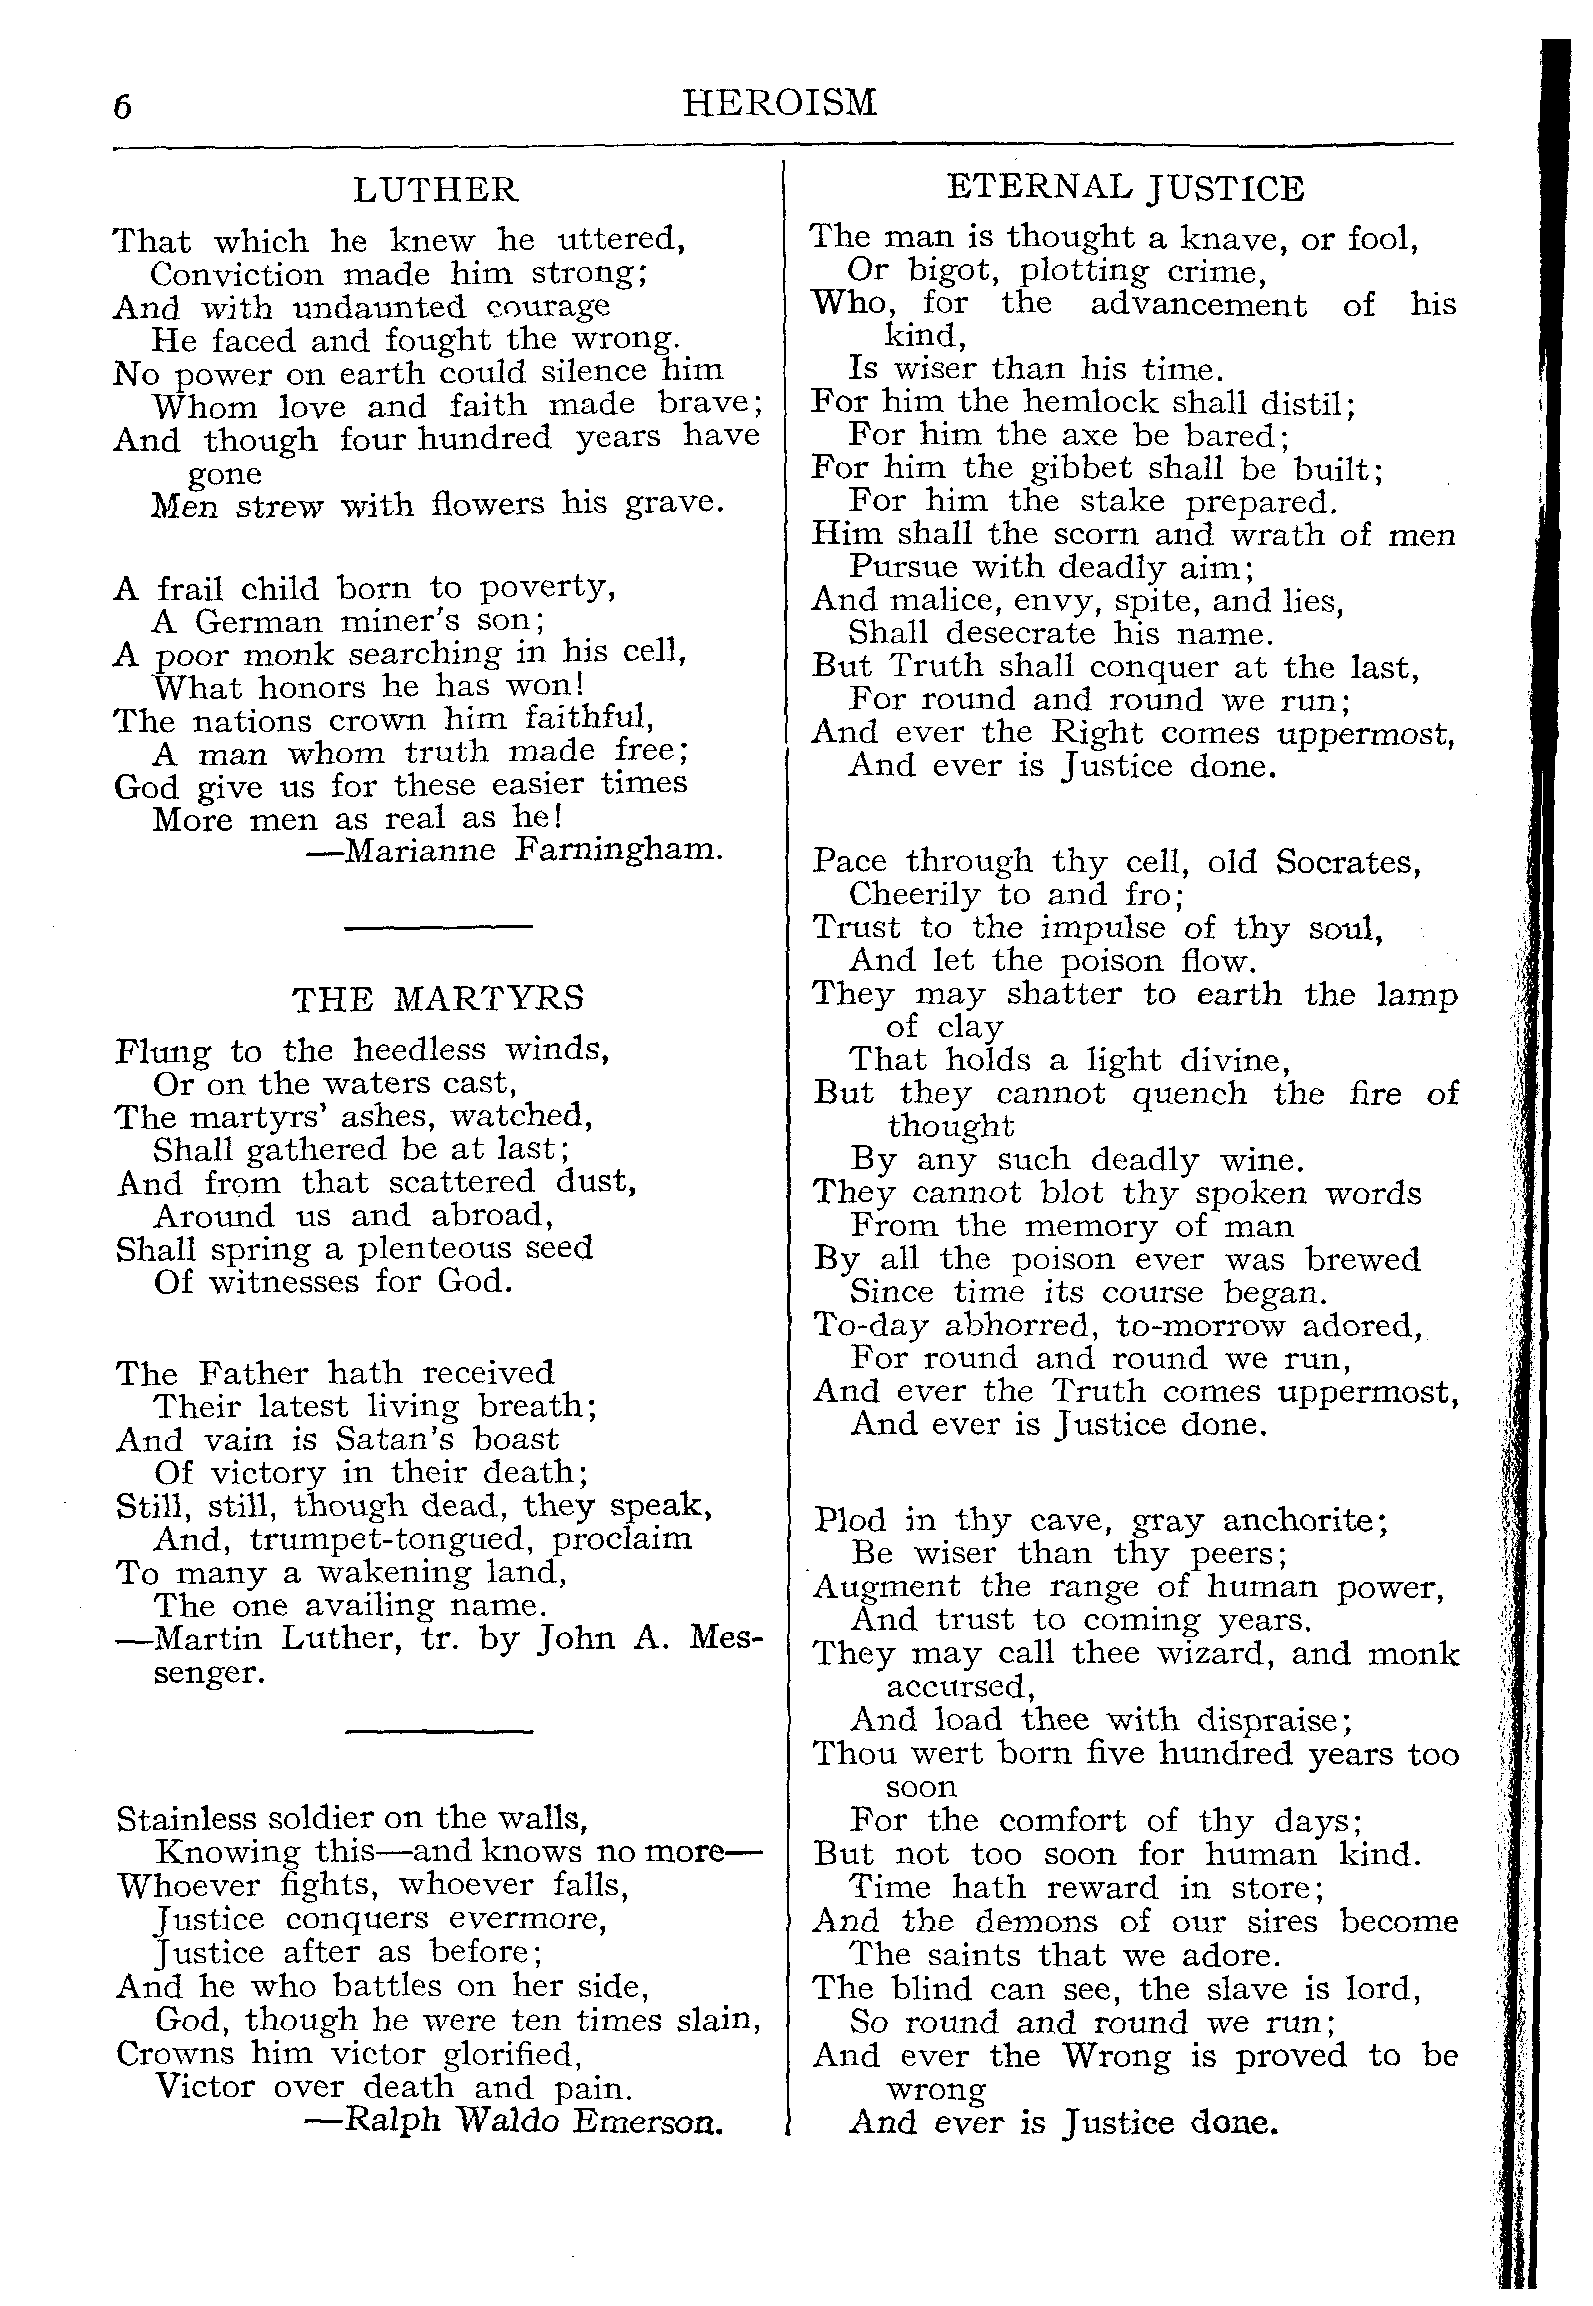 6
HEROISM
LUTHER
That which he knew he uttered,
Conviction made him strong;
And with undaunted courage
He faced and fought the wrong.
No power on earth could silence him
Whom love and faith made brave;
And though four hundred years have
gone
Men strew with flowers his grave.
A frail child born to poverty,
A German miner's son;
A poor monk searching in his cell,
What honors he has won!
The nations crown him faithful,
A man whom truth made free;
God give us for these easier times
More men as real as he!
—Marianne Farningham.
THE MARTYRS
Flung to the heedless winds,
Or on the waters cast,
The martyrs' ashes, watched,
Shall gathered be at last;
And from that scattered dust,
Around us and abroad,
Shall spring a plenteous seed
Of witnesses for God.
The Father hath received
Their latest living breath;
And vain is Satan's boast
Of victory in their death;
Still, still, though dead, they speak,
And, trumpet-tongued, proclaim
To many a wakening land,
The one availing name.
—Martin Luther, tr. by John A. Mes-
senger.
Stainless soldier on the walls,
Knowing this—and knows no more—
Whoever fights, whoever falls,
Justice conquers evermore,
Justice after as before;
And he who battles on her side,
God, though he were ten times slain,
Crowns him victor glorified,
Victor over death and pain.
—Ralph Waldo Emerson.
ETERNAL JUSTICE
The man is thought a knave, or fool,
Or bigot, plotting crime,
Who, for the advancement of his
kind,
Is wiser than his time.
For him the hemlock shall distil;
For him the axe be bared;
For him the gibbet shall be built;
For him the stake prepared.
Him shall the scorn and wrath of men
Pursue with deadly aim;
And malice, envy, spite, and lies,
Shall desecrate his name.
But Truth shall conquer at the last,
For round and round we run;
And ever the Right comes uppermost,
And ever is Justice done.
Pace through thy cell, old Socrates,
Cheerily to and fro;
Trust to the impulse of thy soul,
And let the poison flow.
They may shatter to earth the lamp
of clay
That holds a light divine,
But they cannot quench the fire of
thought
By any such deadly wine.
They cannot blot thy spoken words
From the memory of man
By all the poison ever was brewed
Since time its course began.
To-day abhorred, to-morrow adored,
For round and round we run,
And ever the Truth comes uppermost,
And ever is Justice done.
Plod in thy cave, gray anchorite;
Be wiser than thy peers;
Augment the range of human power,
And trust to coming years.
They may call thee wizard, and monk
accursed,
And load thee with dispraise;
Thou wert born five hundred years too
soon
For the comfort of thy days;
But not too soon for human kind.
Time hath reward in store;
And the demons of our sires become
The saints that we adore.
The blind can see, the slave is lord,
So round and round we run;
And ever the Wrong is proved to be
wrong
And ever is Justice done.